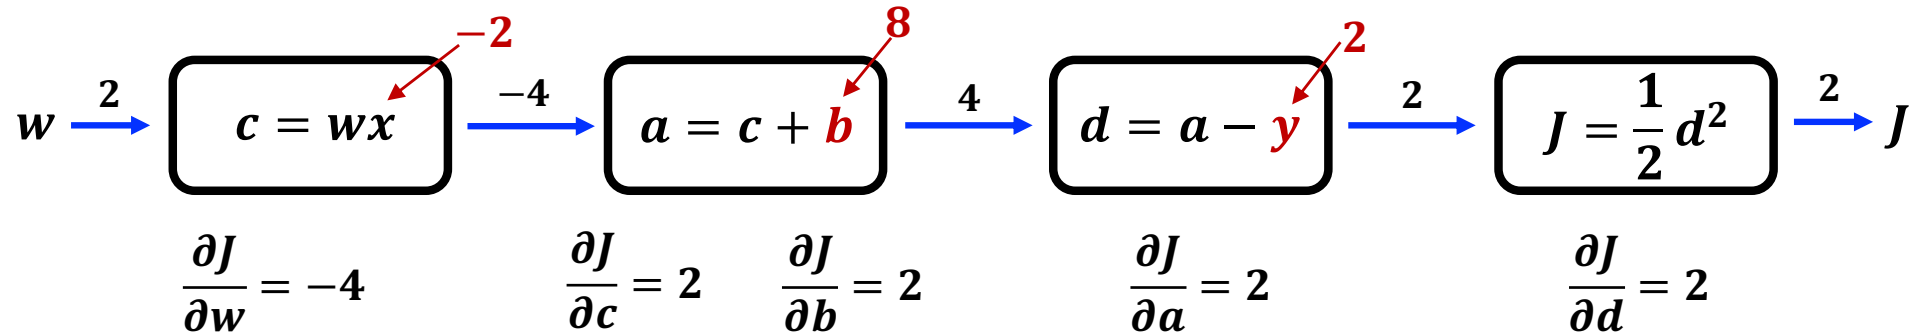 −2 8 2
w 2 c = wx −4 a = c + b 4 d = a − y 2 J = 1/2 d² 2 J
∂J/∂w = −4 ∂J/∂c = 2 ∂J/∂b = 2 ∂J/∂a = 2 ∂J/∂d = 2